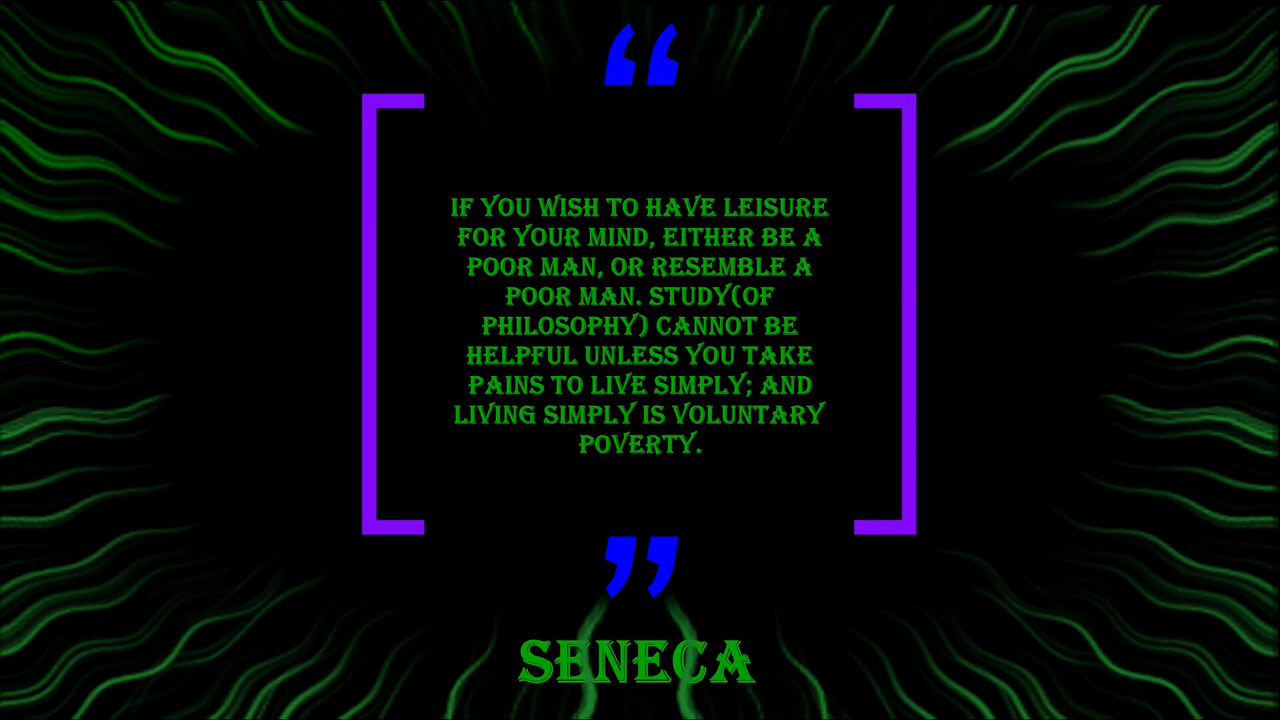 “
IF YOU WISH TO HAVE LEISURE
FOR YOUR MIND, EITHER BE A
POOR MAN, OR RESEMBLE A
POOR MAN. STUDY(OF
PHILOSOPHY) CANNOT BE
HELPFUL UNLESS YOU TAKE
PAINS TO LIVE SIMPLY; AND
LIVING SIMPLY IS VOLUNTARY
POVERTY.
”
SENECA